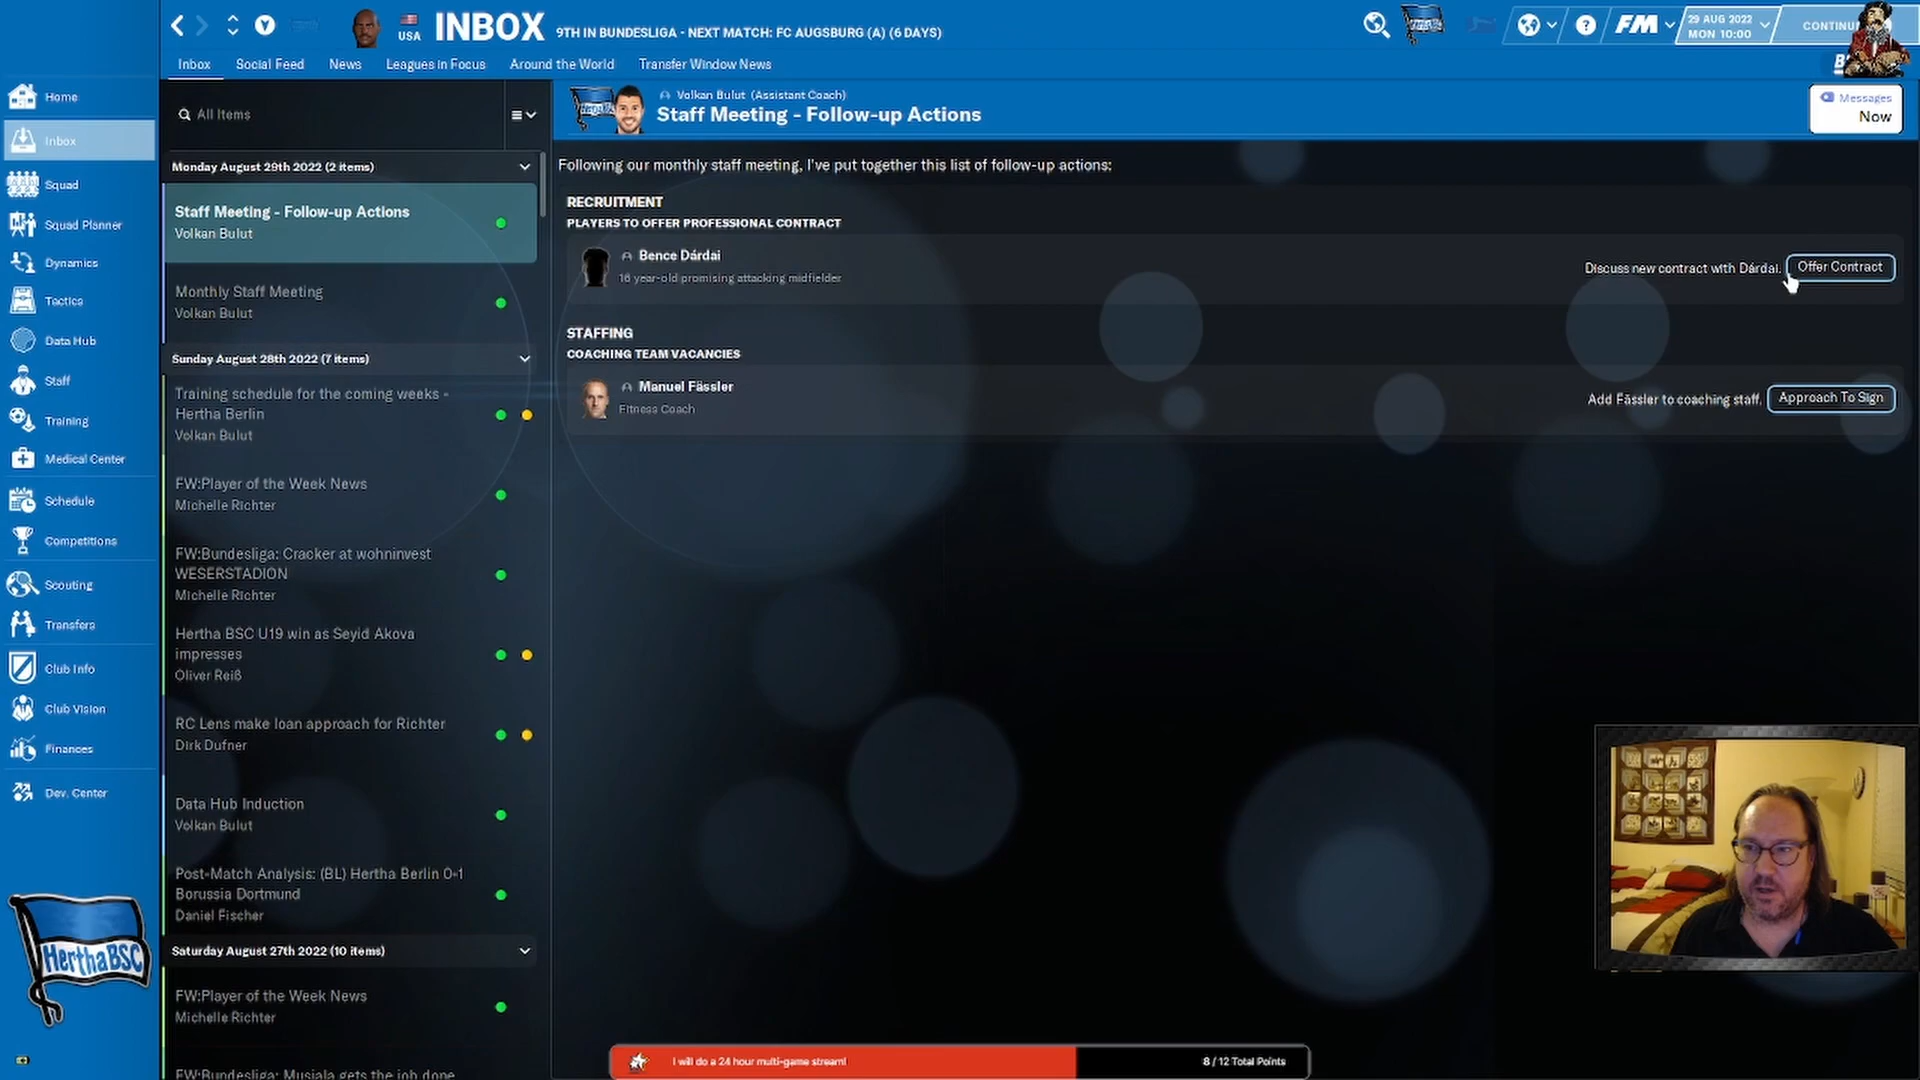 USA
INBOX
9TH IN BUNDESLIGA - NEXT MATCH: FC AUGSBURG (A) (6 DAYS)
FM
29 AUG 2022
MON 10:00
Inbox
Social Feed
News
Leagues in Focus
Around the World
Transfer Window News
Home
Inbox
Squad
Squad Planner
Dynamics
Tactics
Data Hub
Staff
Training
Medical Center
Schedule
Competitions
Scouting
Transfers
Club Info
Club Vision
Finances
Dev. Center
HerthaBSC
All Items
Monday August 29th 2022 (2 items)
Staff Meeting - Follow-up Actions
Volkan Bulut
Monthly Staff Meeting
Volkan Bulut
Sunday August 28th 2022 (7 items)
Training schedule for the coming weeks -
Hertha Berlin
Volkan Bulut
FW:Player of the Week News
Michelle Richter
FW:Bundesliga: Cracker at wohninvest
WESERSTADION
Michelle Richter
Hertha BSC U19 win as Seyid Akova
impresses
Oliver Reiß
RC Lens make loan approach for Richter
Dirk Dufner
Data Hub Induction
Volkan Bulut
Post-Match Analysis: (BL) Hertha Berlin 0-1
Borussia Dortmund
Daniel Fischer
Saturday August 27th 2022 (10 items)
FW:Player of the Week News
Michelle Richter
FW:Bundesliga: Musiala gets the job done
Volkan Bulut (Assistant Coach)
Staff Meeting - Follow-up Actions
Messages
Now
Following our monthly staff meeting, I've put together this list of follow-up actions:
RECRUITMENT
PLAYERS TO OFFER PROFESSIONAL CONTRACT
Bence Dárdai
16 year-old promising attacking midfielder
Discuss new contract with Dárdai.
Offer Contract
STAFFING
COACHING TEAM VACANCIES
Manuel Fässler
Fitness Coach
Add Fässler to coaching staff.
Approach To Sign
I will do a 24 hour multi-game stream!
8 / 12 Total Points